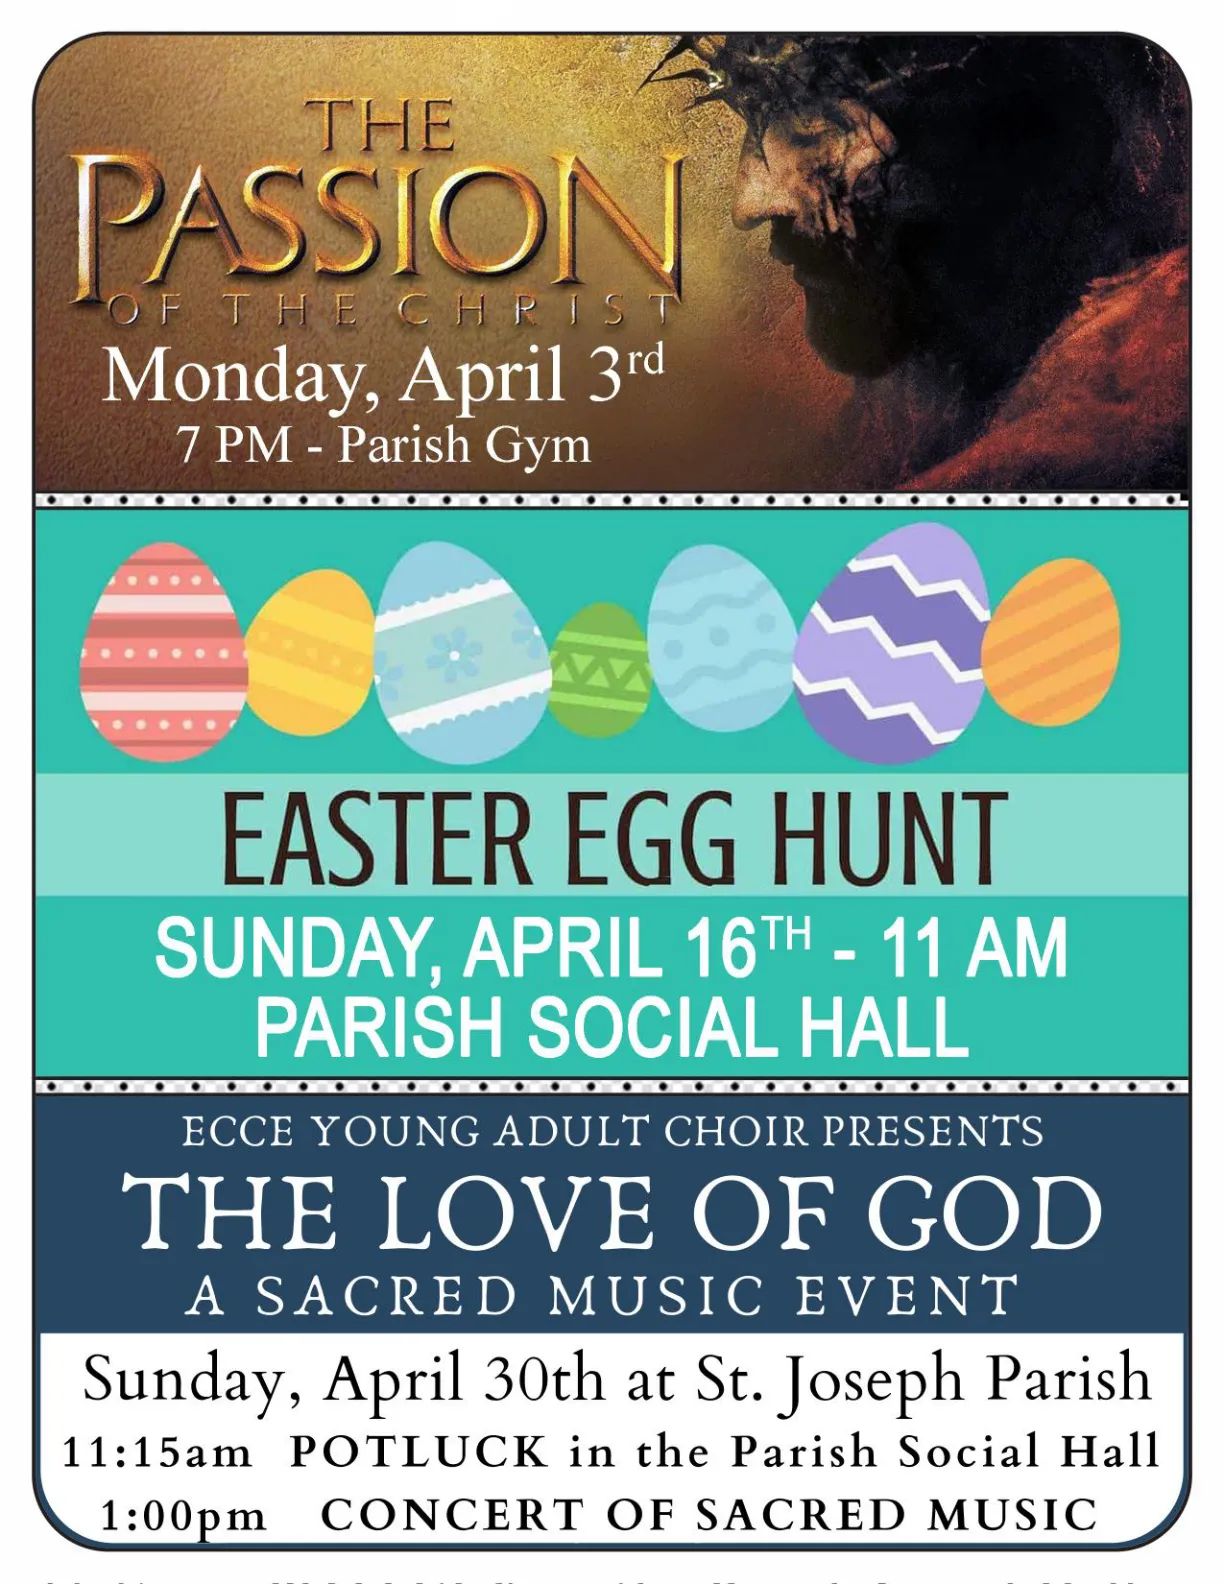 THE
PASSION
OF THE CHRIST
Monday, April 3rd
7 PM - Parish Gym
EASTER EGG HUNT
SUNDAY, APRIL 16TH - 11 AM
PARISH SOCIAL HALL
ECCE YOUNG ADULT CHOIR PRESENTS
THE LOVE OF GOD
A SACRED MUSIC EVENT
Sunday, April 30th at St. Joseph Parish
11:15am POTLUCK in the Parish Social Hall
1:00pm CONCERT OF SACRED MUSIC